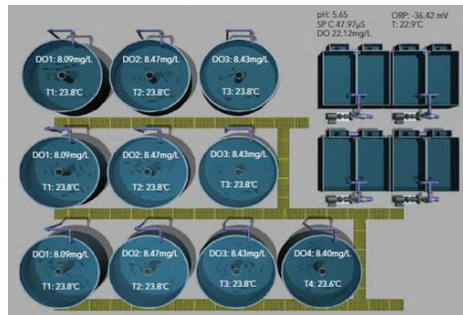 pH: 5.65 ORP: -36.42 mV
SP C 47.97µS T: 22.9°C
DO 22.12mg/L
DO1: 8.09mg/L DO2: 8.47mg/L DO3: 8.43mg/L
T1: 23.8°C T2: 23.8°C T3: 23.8°C
DO1: 8.09mg/L DO2: 8.47mg/L DO3: 8.43mg/L
T1: 23.8°C T2: 23.8°C T3: 23.8°C
DO1: 8.09mg/L DO2: 8.47mg/L DO3: 8.43mg/L DO4: 8.40mg/L
T1: 23.8°C T2: 23.8°C T3: 23.8°C T4: 23.6°C